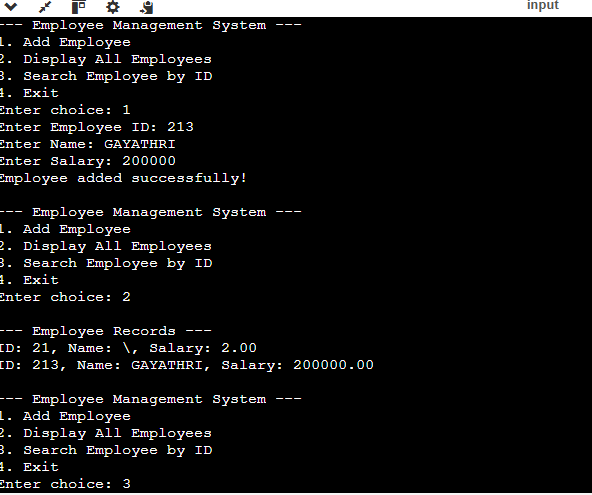 input
--- Employee Management System ---
1. Add Employee
2. Display All Employees
3. Search Employee by ID
4. Exit
Enter choice: 1
Enter Employee ID: 213
Enter Name: GAYATHRI
Enter Salary: 200000
Employee added successfully!
--- Employee Management System ---
1. Add Employee
2. Display All Employees
3. Search Employee by ID
4. Exit
Enter choice: 2
--- Employee Records ---
ID: 21, Name: \, Salary: 2.00
ID: 213, Name: GAYATHRI, Salary: 200000.00
--- Employee Management System ---
1. Add Employee
2. Display All Employees
3. Search Employee by ID
4. Exit
Enter choice: 3